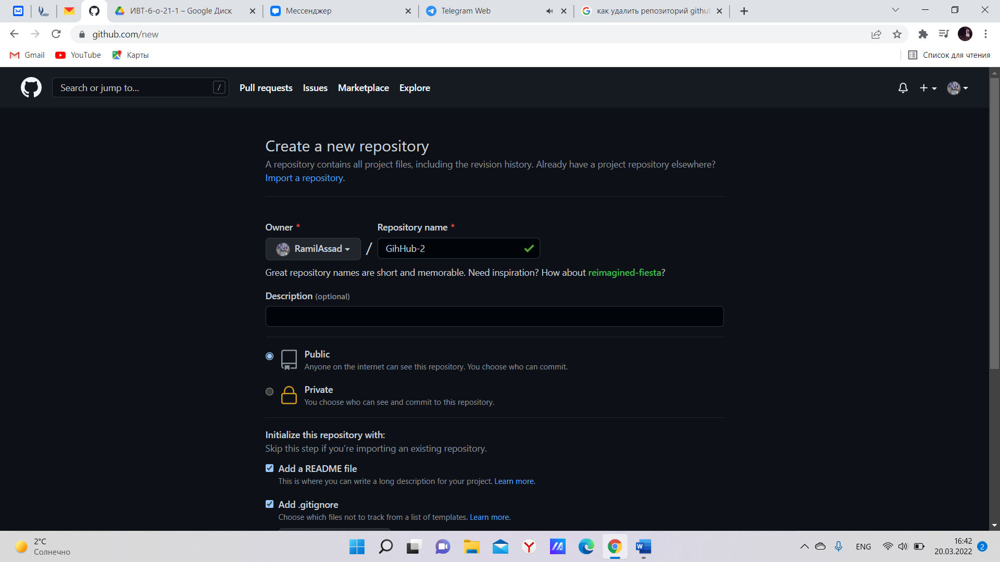 ИВТ-6-о-21-1 – Google Диск
Мессенджер
Telegram Web
как удалить репозиторий github
github.com/new
Gmail
YouTube
Карты
Список для чтения
Search or jump to...
/
Pull requests
Issues
Marketplace
Explore
Create a new repository
A repository contains all project files, including the revision history. Already have a project repository elsewhere?
Import a repository.
Owner *
Repository name *
RamilAssad
/
GihHub-2
Great repository names are short and memorable. Need inspiration? How about reimagined-fiesta?
Description (optional)
Public
Anyone on the internet can see this repository. You choose who can commit.
Private
You choose who can see and commit to this repository.
Initialize this repository with:
Skip this step if you’re importing an existing repository.
Add a README file
This is where you can write a long description for your project. Learn more.
Add .gitignore
Choose which files not to track from a list of templates. Learn more.
2°C
Солнечно
ENG
16:42
20.03.2022
2